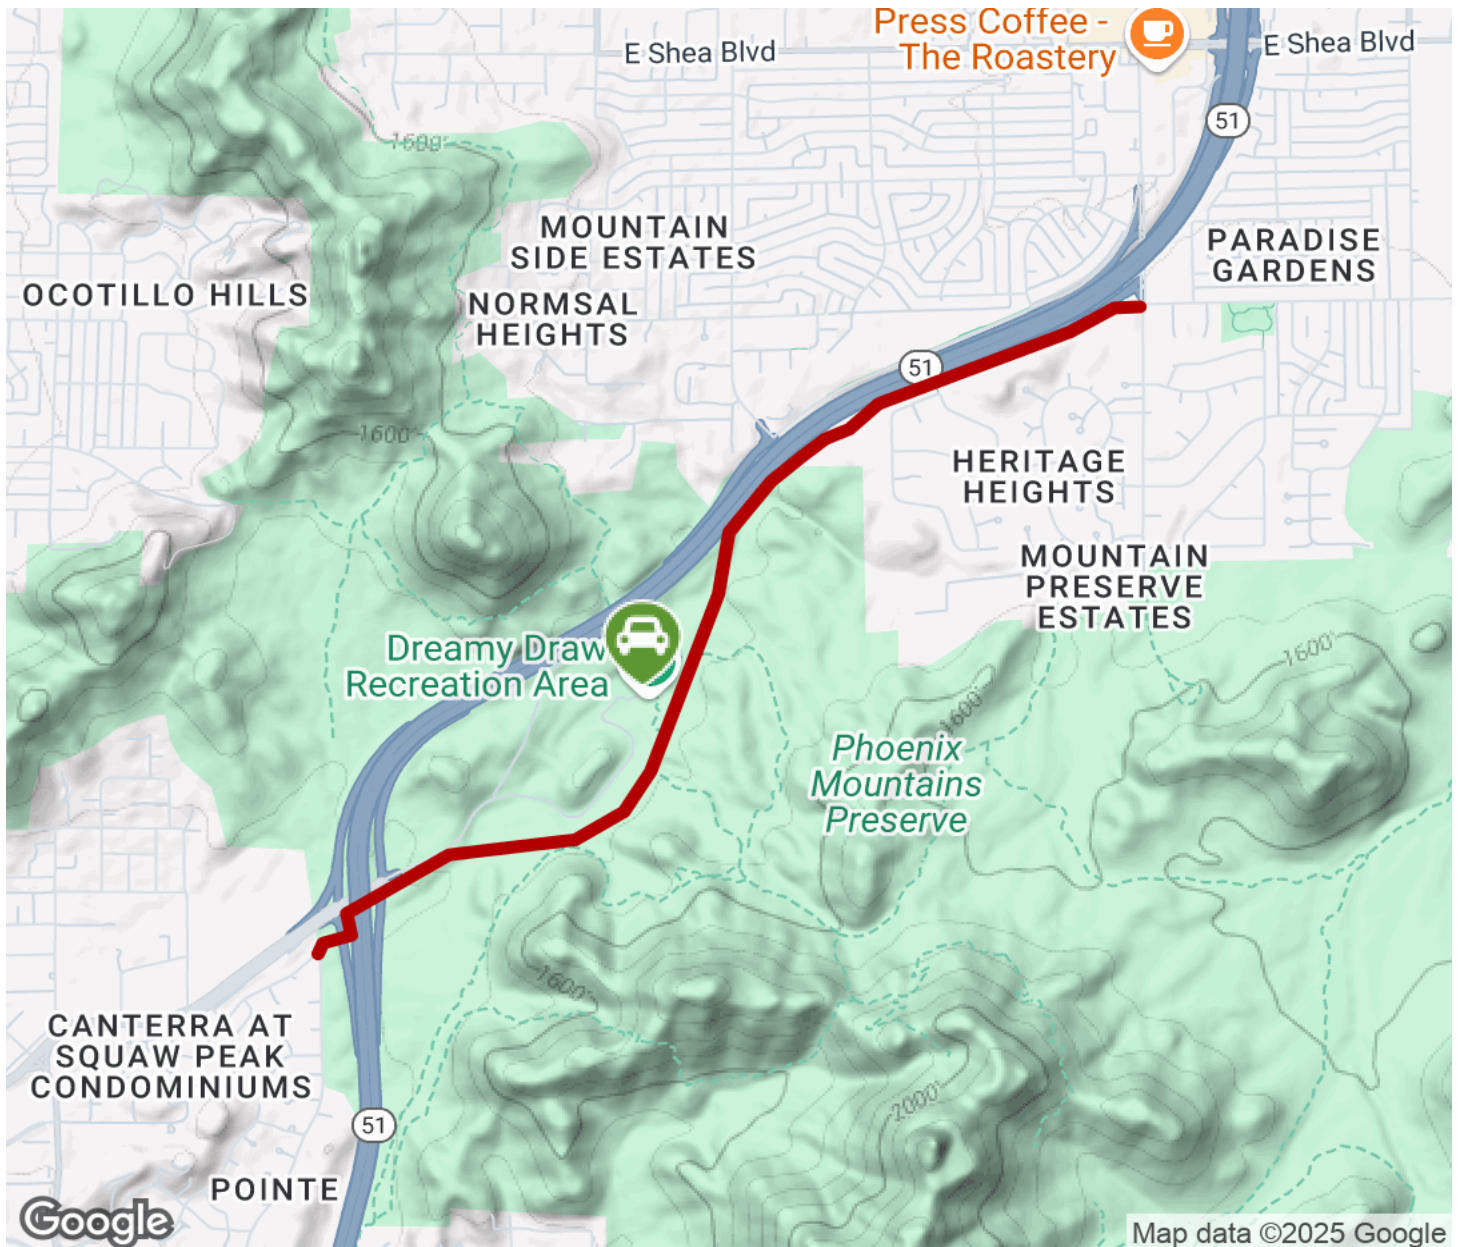 Press Coffee -
The Roastery
E Shea Blvd
E Shea Blvd
51
1600'
MOUNTAIN
SIDE ESTATES
PARADISE
GARDENS
OCOTILLO HILLS
NORMSAL
HEIGHTS
51
1600'
HERITAGE
HEIGHTS
MOUNTAIN
PRESERVE
ESTATES
Dreamy Draw
Recreation Area
1600'
1600'
Phoenix
Mountains
Preserve
1600'
CANTERRA AT
SQUAW PEAK
CONDOMINIUMS
2000'
51
POINTE
Google
Map data ©2025 Google